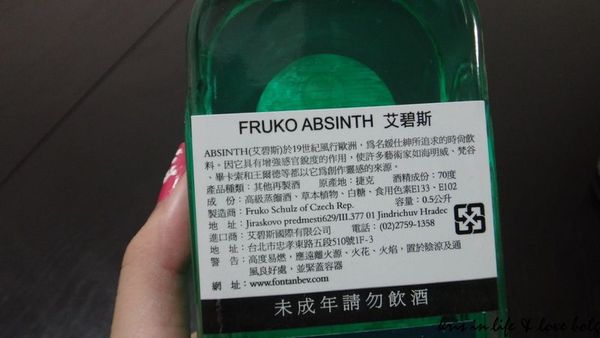 FRUKO ABSINTH 艾碧斯
ABSINTH(艾碧斯)於19世紀風行歐洲，為名媛仕紳所追求的時尚飲
料。因它具有增強感官銳度的作用，使許多藝術家如海明威、梵谷
、畢卡索和王爾德等都以它為創作靈感的來源。
產品種類：其他再製酒 原產地：捷克 酒精成份：70度
成 份：高級蒸餾酒、草本植物、白糖、食用色素E133、E102
製造商：Fruko Schulz of Czech Rep. 容量：0.5公升
地 址：Jiraskovo predmesti629/III.377 01 Jindrichuv Hradec
進口商：艾碧斯國際有限公司 電話：(02)2759-1358
地 址：台北市忠孝東路五段510號1F-3
警 告：高度易燃，應遠離火源、火花、火焰，置於陰涼及通
風良好處，並緊蓋容器
網 址：www.fontanbev.com
未成年請勿飲酒
kris in life & love